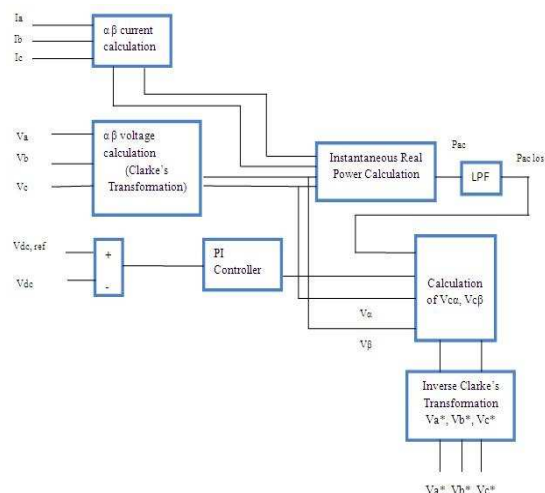 Ia
Ib
Ic
αβ current
calculation
Va
Vb
Vc
αβ voltage
calculation
(Clarke's
Transformation)
Instantaneous Real
Power Calculation
Pac
LPF
Pac los
Vdc, ref
Vdc
+
-
PI
Controller
Calculation
of Vcα, Vcβ
Vα
Vβ
Inverse Clarke's
Transformation
Va*, Vb*, Vc*
Va* Vb* Vc*